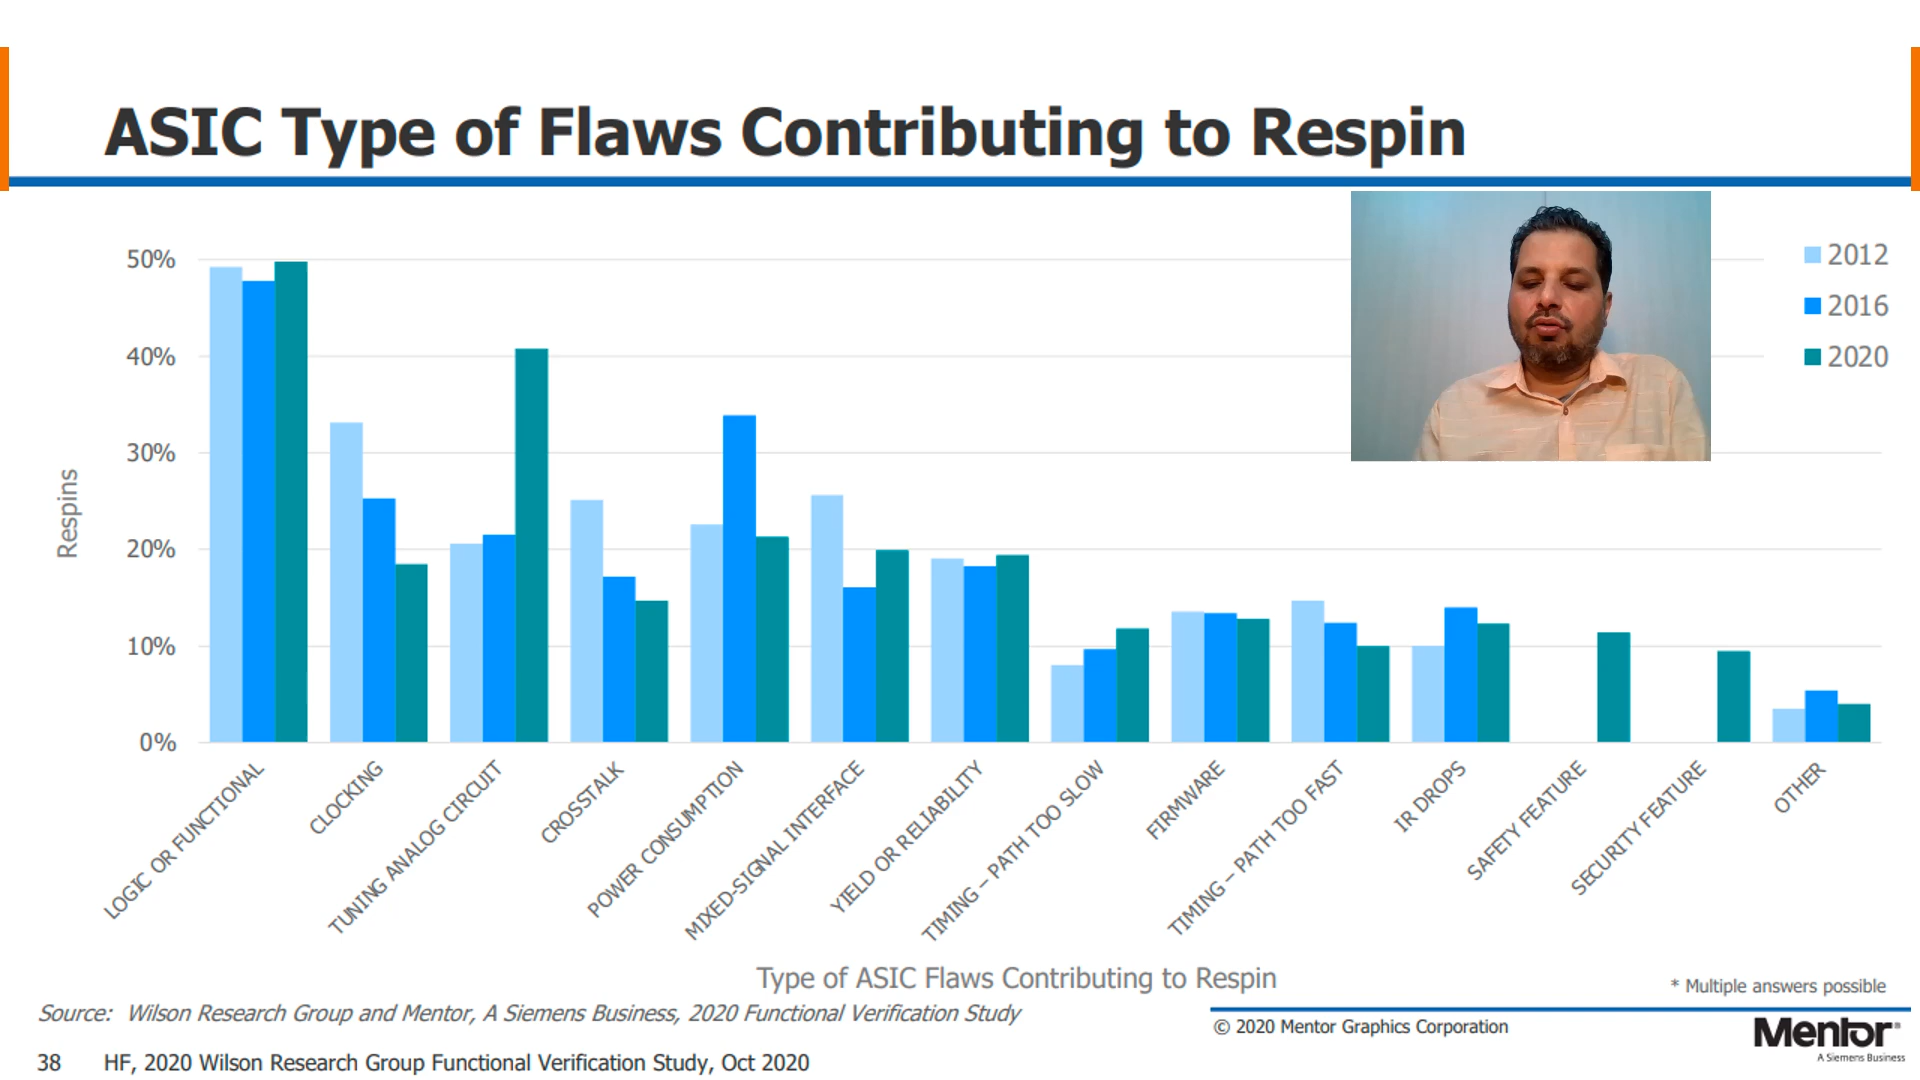 ASIC Type of Flaws Contributing to Respin
2012
2016
2020
50%
40%
30%
20%
10%
0%
Respins
LOGIC OR FUNCTIONAL
CLOCKING
TUNING ANALOG CIRCUIT
CROSSTALK
POWER CONSUMPTION
MIXED-SIGNAL INTERFACE
YIELD OR RELIABILITY
TIMING – PATH TOO SLOW
FIRMWARE
TIMING – PATH TOO FAST
IR DROPS
SAFETY FEATURE
SECURITY FEATURE
OTHER
Type of ASIC Flaws Contributing to Respin
* Multiple answers possible
Source: Wilson Research Group and Mentor, A Siemens Business, 2020 Functional Verification Study
© 2020 Mentor Graphics Corporation
Mentor®
A Siemens Business
38 HF, 2020 Wilson Research Group Functional Verification Study, Oct 2020